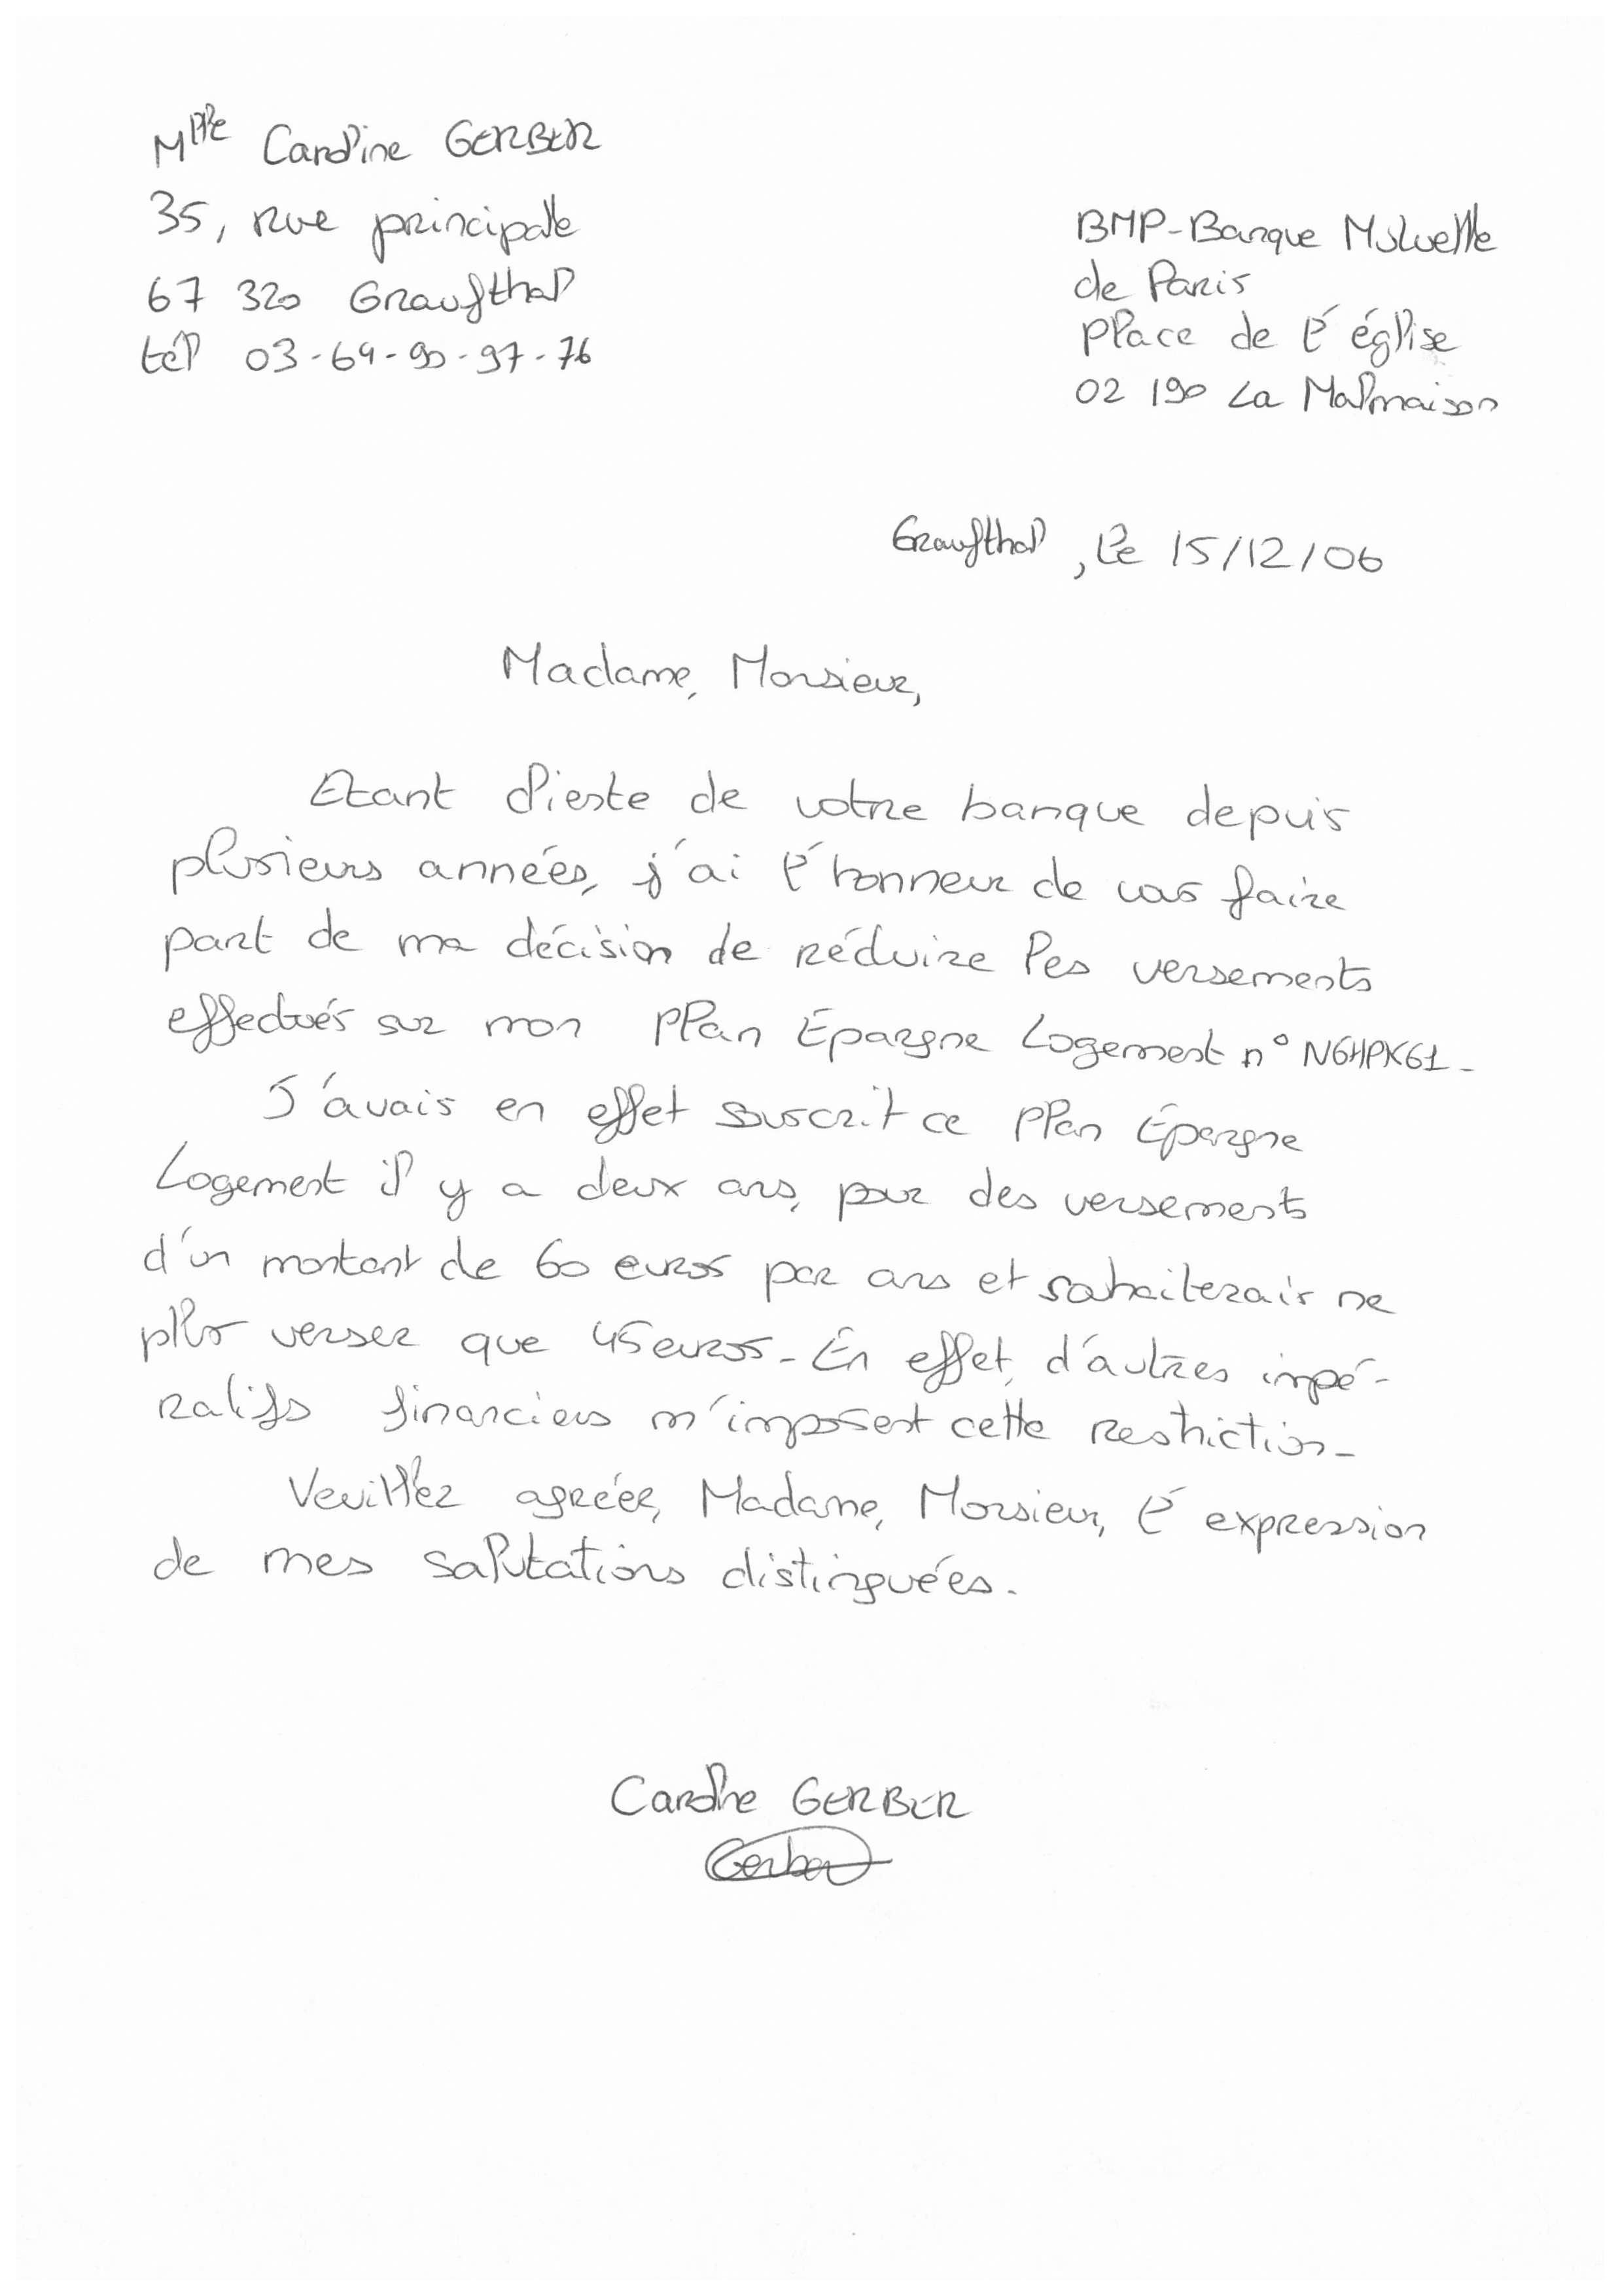 Mlle Caroline GERBER
35, rue principale
67 320 Graufthal
tél 03-69-90-97-76
BMP-Banque Mutuelle
de Paris
place de l'église
02 190 La Malmaison
Graufthal, le 15/12/06
Madame, Monsieur,
Etant cliente de votre banque depuis
plusieurs années, j'ai l'honneur de vous faire
part de ma décision de réduire les versements
effectués sur mon Plan Épargne Logement n° N6HPK61.
J'avais en effet souscrit ce Plan Épargne
Logement il y a deux ans, pour des versements
d'un montant de 60 euros par ans et souhaiterais ne
plus verser que 45 euros. En effet, d'autres impé-
ratifs financiers m'imposent cette restriction.
Veuillez agréer, Madame, Monsieur, l'expression
de mes salutations distinguées.
Caroline GERBER
Gerber